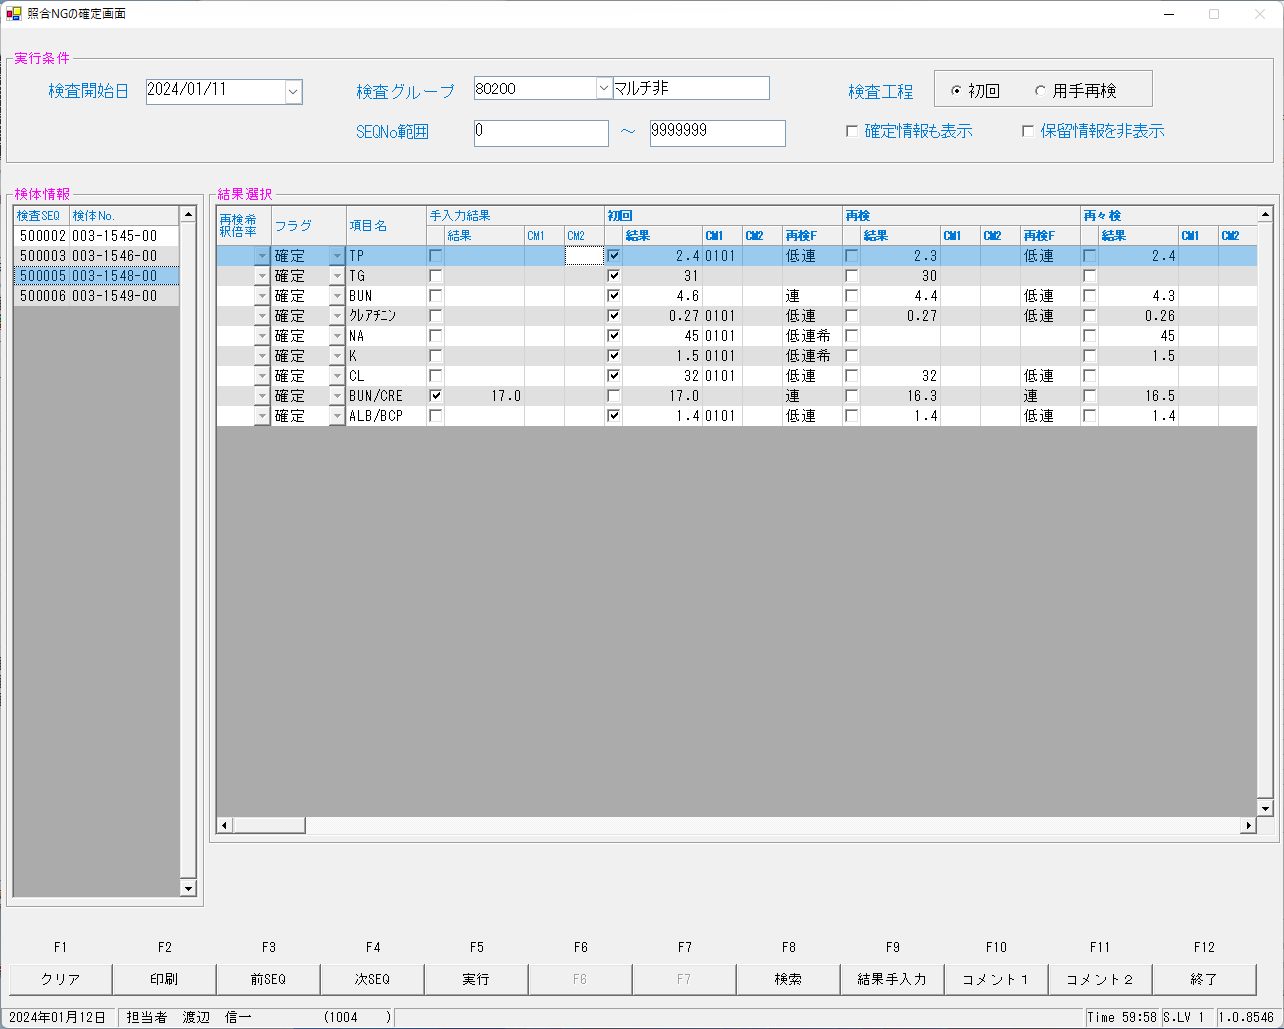 照合NGの確定画面
実行条件
検査開始日 2024/01/11 検査グループ 80200 マルチ非 検査工程 初回 用手再検
SEQNo範囲 0 ～ 9999999 確定情報も表示 保留情報を非表示
検体情報
検査SEQ 検体No.
500002 003-1545-00
500003 003-1546-00
500005 003-1548-00
500006 003-1549-00
結果選択
再検希釈倍率 フラグ 項目名 手入力結果 初回 再検 再々検
結果 CM1 CM2 結果 CM1 CM2 再検F 結果 CM1 CM2 再検F 結果 CM1 CM2
確定 TP 2.4 0101 低連 2.3 低連 2.4
確定 TG 31 30
確定 BUN 4.6 連 4.4 低連 4.3
確定 ｸﾚｱﾁﾆﾝ 0.27 0101 低連 0.27 低連 0.26
確定 NA 45 0101 低連希 45
確定 K 1.5 0101 低連希 1.5
確定 CL 32 0101 低連 32 低連
確定 BUN/CRE 17.0 17.0 連 16.3 連 16.5
確定 ALB/BCP 1.4 0101 低連 1.4 低連 1.4
F1 F2 F3 F4 F5 F6 F7 F8 F9 F10 F11 F12
クリア 印刷 前SEQ 次SEQ 実行 F6 F7 検索 結果手入力 コメント１ コメント２ 終了
2024年01月12日 担当者 渡辺 信一 (1004 ) Time 59:58 S.LV 1 1.0.8546